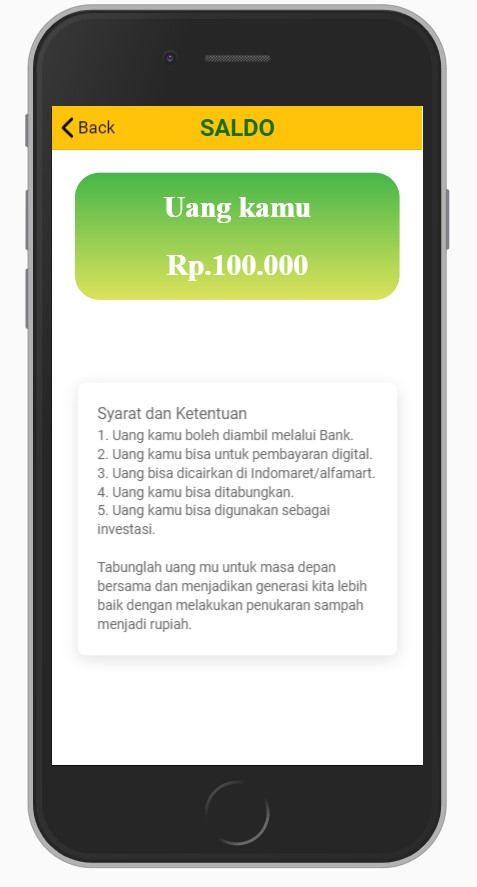 Back
SALDO
Uang kamu
Rp.100.000
Syarat dan Ketentuan
1. Uang kamu boleh diambil melalui Bank.
2. Uang kamu bisa untuk pembayaran digital.
3. Uang bisa dicairkan di Indomaret/alfamart.
4. Uang kamu bisa ditabungkan.
5. Uang kamu bisa digunakan sebagai
investasi.
Tabunglah uang mu untuk masa depan
bersama dan menjadikan generasi kita lebih
baik dengan melakukan penukaran sampah
menjadi rupiah.